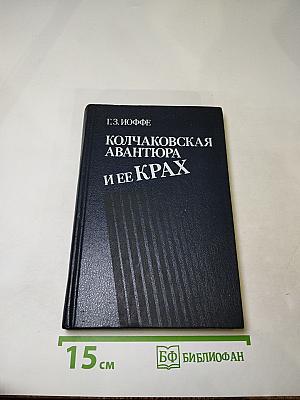 Г.З. ИОФФЕ
КОЛЧАКОВСКАЯ
АВАНТЮРА
И ЕЕ КРАХ
15 см
БФ БИБЛИОФАН